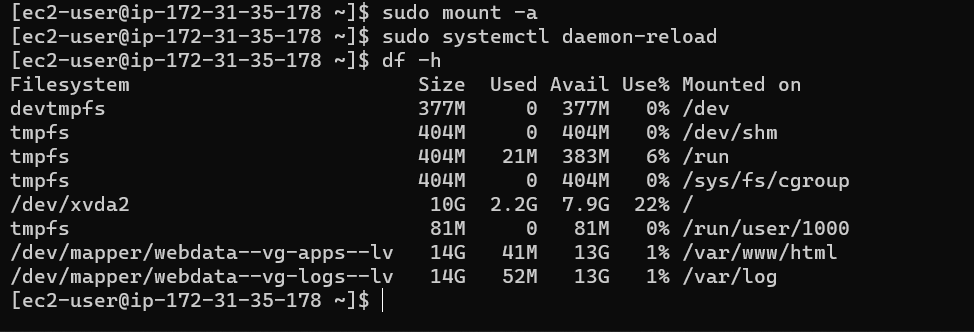 [ec2-user@ip-172-31-35-178 ~]$ sudo mount -a
[ec2-user@ip-172-31-35-178 ~]$ sudo systemctl daemon-reload
[ec2-user@ip-172-31-35-178 ~]$ df -h
Filesystem                        Size  Used Avail Use% Mounted on
devtmpfs                          377M     0  377M   0% /dev
tmpfs                             404M     0  404M   0% /dev/shm
tmpfs                             404M   21M  383M   6% /run
tmpfs                             404M     0  404M   0% /sys/fs/cgroup
/dev/xvda2                         10G  2.2G  7.9G  22% /
tmpfs                              81M     0   81M   0% /run/user/1000
/dev/mapper/webdata--vg-apps--lv   14G   41M   13G   1% /var/www/html
/dev/mapper/webdata--vg-logs--lv   14G   52M   13G   1% /var/log
[ec2-user@ip-172-31-35-178 ~]$